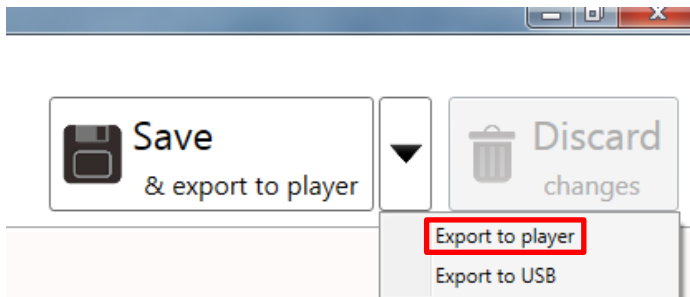 Save
& export to player
Discard
changes
Export to player
Export to USB